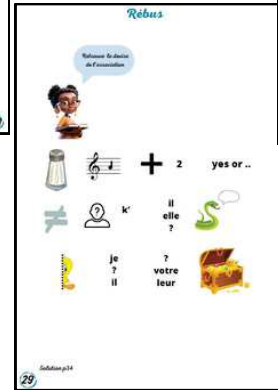 Rébus
Retrouve la devise
de l'association
2 yes or ..
? k'
il
elle
?
je
?
il
?
votre
leur
Solution p34
29